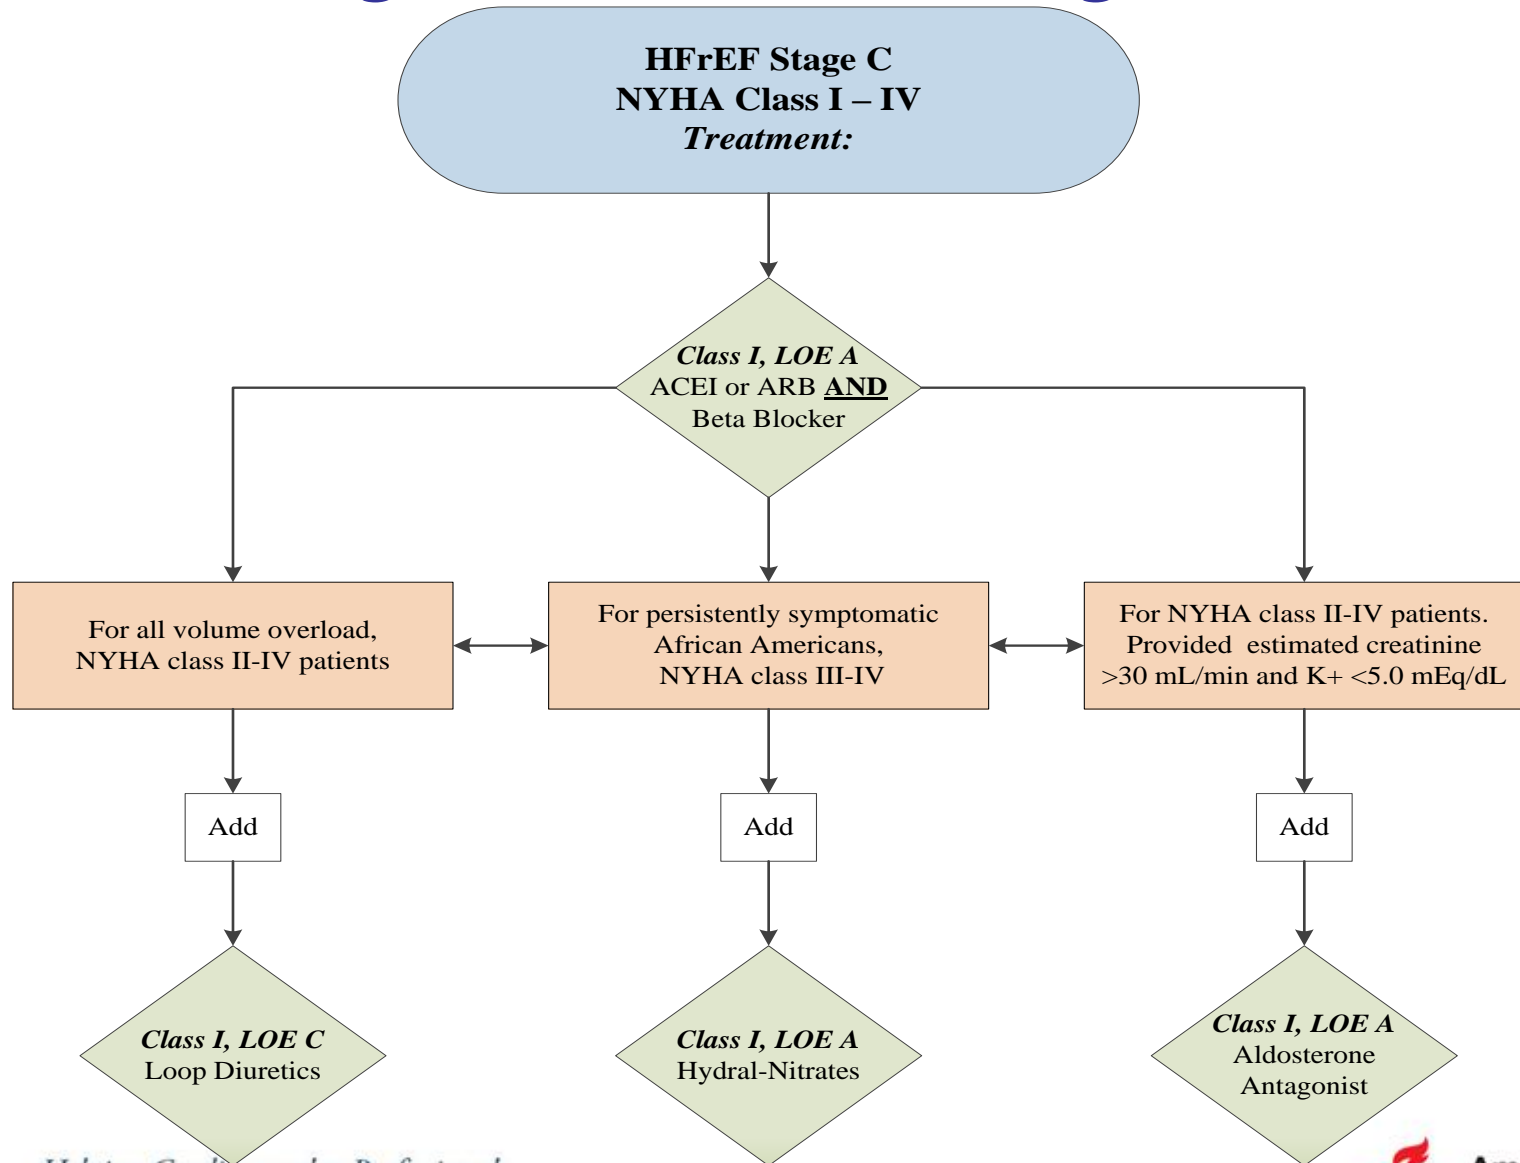 HFrEF Stage C
NYHA Class I – IV
Treatment:
Class I, LOE A
ACEI or ARB AND
Beta Blocker
For all volume overload,
NYHA class II-IV patients
For persistently symptomatic
African Americans,
NYHA class III-IV
For NYHA class II-IV patients.
Provided estimated creatinine
>30 mL/min and K+ <5.0 mEq/dL
Add
Add
Add
Class I, LOE C
Loop Diuretics
Class I, LOE A
Hydral-Nitrates
Class I, LOE A
Aldosterone
Antagonist